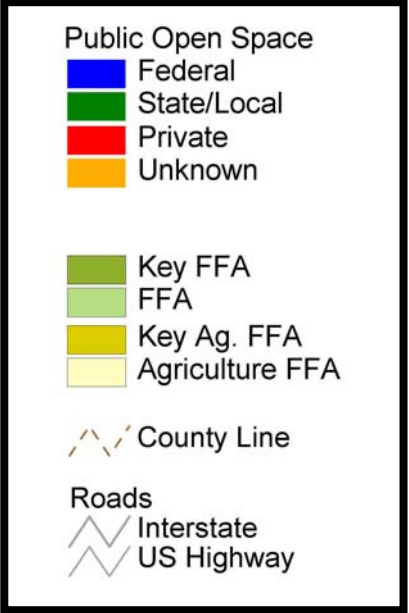 Public Open Space
Federal
State/Local
Private
Unknown
Key FFA
FFA
Key Ag. FFA
Agriculture FFA
County Line
Roads
Interstate
US Highway